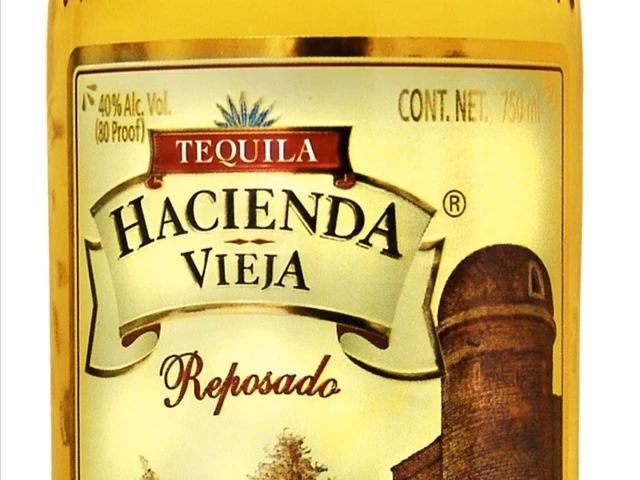 40% Alc. Vol.
(80 Proof)
CONT. NET. 750 ml
TEQUILA
HACIENDA
VIEJA
®
Reposado